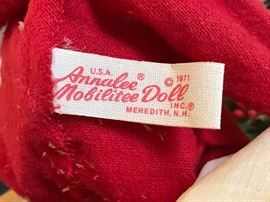 U.S.A.
Annalee® © 1971
Mobilitee Doll
INC.®
MEREDITH, N.H.